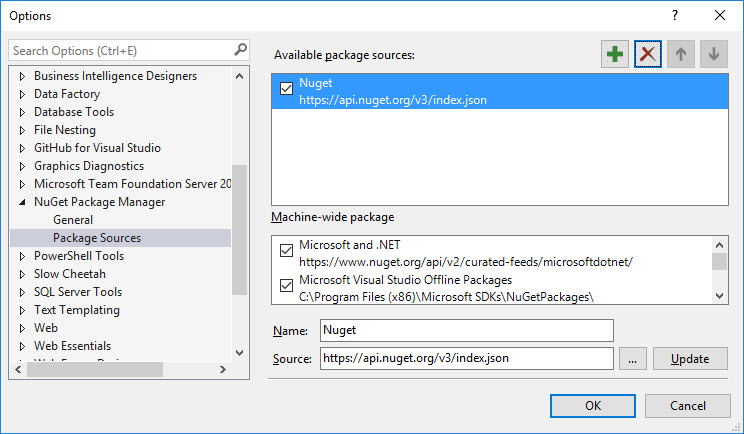 Options
Search Options (Ctrl+E)
Business Intelligence Designers
Data Factory
Database Tools
File Nesting
GitHub for Visual Studio
Graphics Diagnostics
Microsoft Team Foundation Server 20
NuGet Package Manager
General
Package Sources
PowerShell Tools
Slow Cheetah
SQL Server Tools
Text Templating
Web
Web Essentials
Available package sources:
Nuget
https://api.nuget.org/v3/index.json
Machine-wide package
Microsoft and .NET
https://www.nuget.org/api/v2/curated-feeds/microsoftdotnet/
Microsoft Visual Studio Offline Packages
C:\Program Files (x86)\Microsoft SDKs\NuGetPackages\
Name: Nuget
Source: https://api.nuget.org/v3/index.json ... Update
OK Cancel